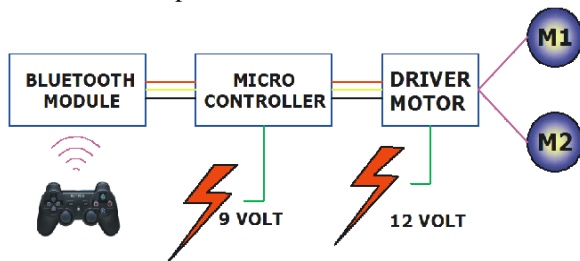 BLUETOOTH
MODULE
MICRO
CONTROLLER
DRIVER
MOTOR
M1
M2
9 VOLT
12 VOLT